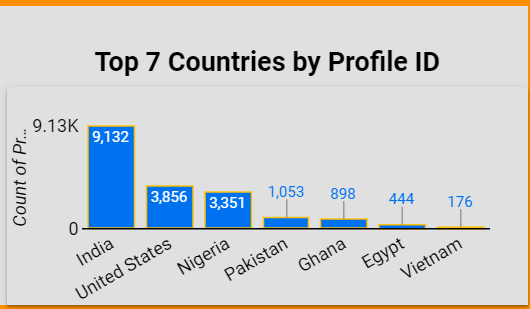 Top 7 Countries by Profile ID
Count of Pr...
9.13K
0
9,132
3,856
3,351
1,053
898
444
176
India
United States
Nigeria
Pakistan
Ghana
Egypt
Vietnam